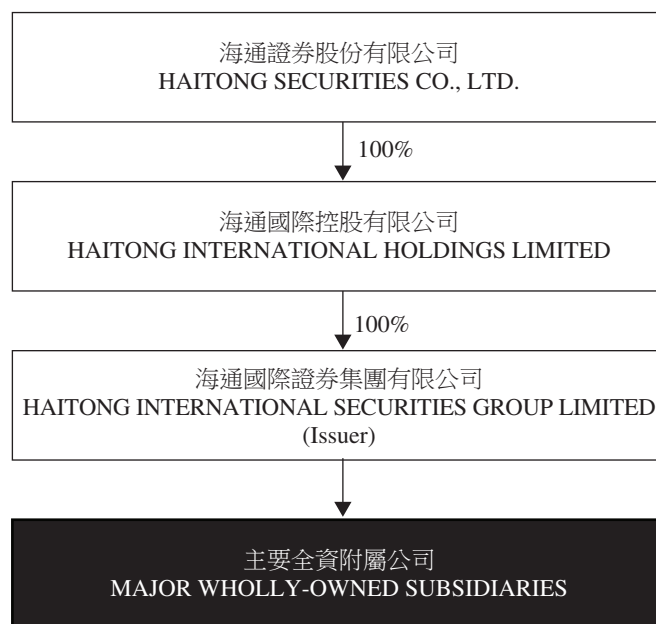 海通證券股份有限公司
HAITONG SECURITIES CO., LTD.
100%
海通國際控股有限公司
HAITONG INTERNATIONAL HOLDINGS LIMITED
100%
海通國際證券集團有限公司
HAITONG INTERNATIONAL SECURITIES GROUP LIMITED
(Issuer)
主要全資附屬公司
MAJOR WHOLLY-OWNED SUBSIDIARIES